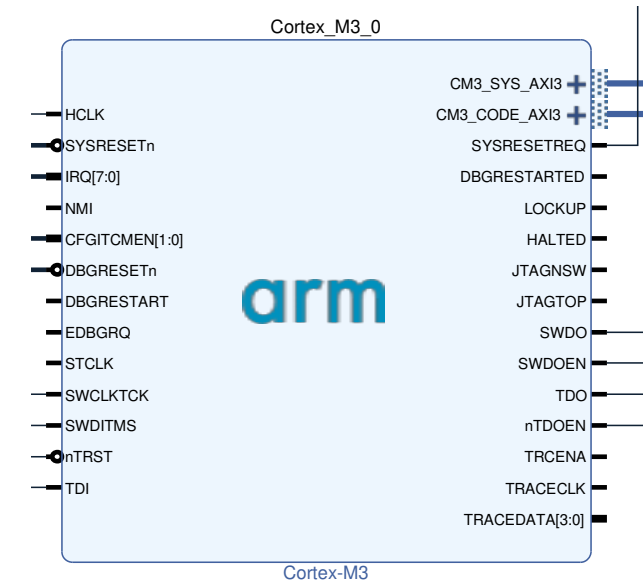 Cortex_M3_0
HCLK
SYSRESETn
IRQ[7:0]
NMI
CFGITCMEN[1:0]
DBGRESETn
DBGRESTART
EDBGRQ
STCLK
SWCLKTCK
SWDITMS
nTRST
TDI
arm
CM3_SYS_AXI3
CM3_CODE_AXI3
SYSRESETREQ
DBGRESTARTED
LOCKUP
HALTED
JTAGNSW
JTAGTOP
SWDO
SWDOEN
TDO
nTDOEN
TRCENA
TRACECLK
TRACEDATA[3:0]
Cortex-M3